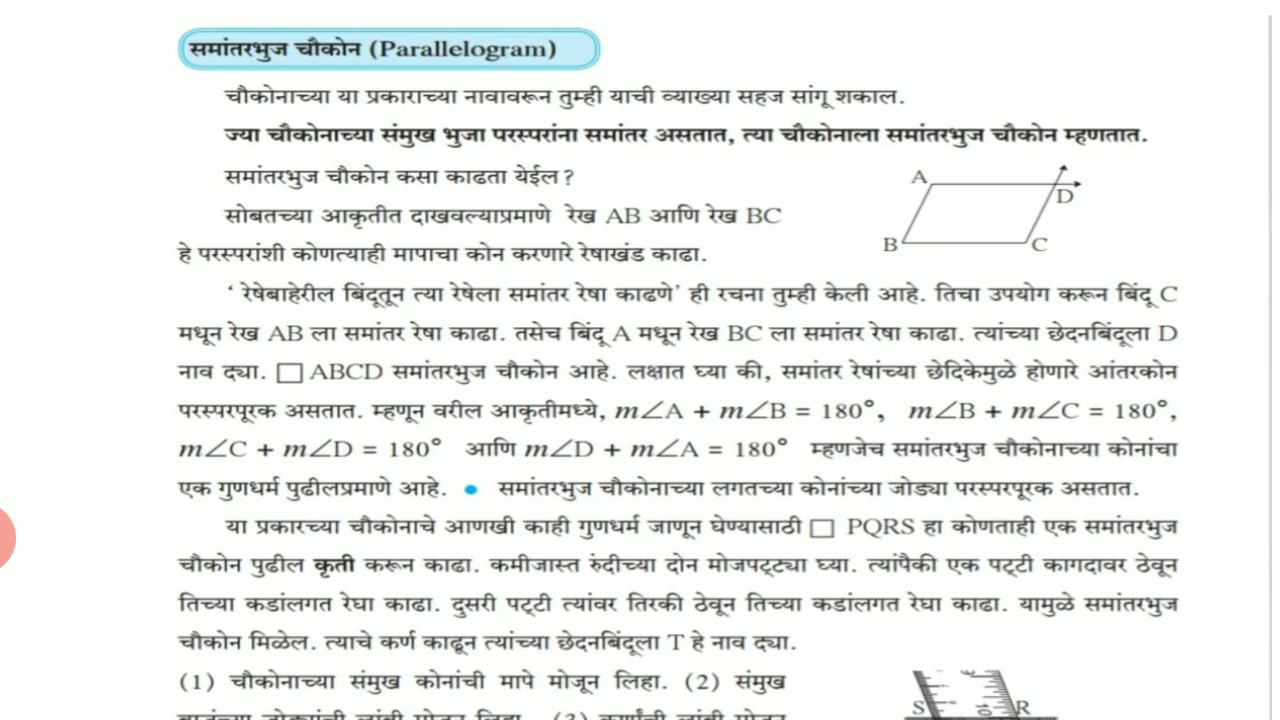 समांतरभुज चौकोन (Parallelogram)
चौकोनाच्या या प्रकाराच्या नावावरून तुम्ही याची व्याख्या सहज सांगू शकाल.
ज्या चौकोनाच्या संमुख भुजा परस्परांना समांतर असतात, त्या चौकोनाला समांतरभुज चौकोन म्हणतात.
समांतरभुज चौकोन कसा काढता येईल?
सोबतच्या आकृतीत दाखवल्याप्रमाणे रेख AB आणि रेख BC
हे परस्परांशी कोणत्याही मापाचा कोन करणारे रेषाखंड काढा.
A
D
B
C
‘ रेषेबाहेरील बिंदूतून त्या रेषेला समांतर रेषा काढणे’ ही रचना तुम्ही केली आहे. तिचा उपयोग करून बिंदू C
मधून रेख AB ला समांतर रेषा काढा. तसेच बिंदू A मधून रेख BC ला समांतर रेषा काढा. त्यांच्या छेदनबिंदूला D
नाव द्या. □ ABCD समांतरभुज चौकोन आहे. लक्षात घ्या की, समांतर रेषांच्या छेदिकेमुळे होणारे आंतरकोन
परस्परपूरक असतात. म्हणून वरील आकृतीमध्ये, m∠A + m∠B = 180°, m∠B + m∠C = 180°,
m∠C + m∠D = 180° आणि m∠D + m∠A = 180° म्हणजेच समांतरभुज चौकोनाच्या कोनांचा
एक गुणधर्म पुढीलप्रमाणे आहे. • समांतरभुज चौकोनाच्या लगतच्या कोनांच्या जोड्या परस्परपूरक असतात.
या प्रकारच्या चौकोनाचे आणखी काही गुणधर्म जाणून घेण्यासाठी □ PQRS हा कोणताही एक समांतरभुज
चौकोन पुढील कृती करून काढा. कमीजास्त रुंदीच्या दोन मोजपट्ट्या घ्या. त्यांपैकी एक पट्टी कागदावर ठेवून
तिच्या कडांलगत रेघा काढा. दुसरी पट्टी त्यांवर तिरकी ठेवून तिच्या कडांलगत रेघा काढा. यामुळे समांतरभुज
चौकोन मिळेल. त्याचे कर्ण काढून त्यांच्या छेदनबिंदूला T हे नाव द्या.
(1) चौकोनाच्या संमुख कोनांची मापे मोजून लिहा. (2) संमुख
S
R